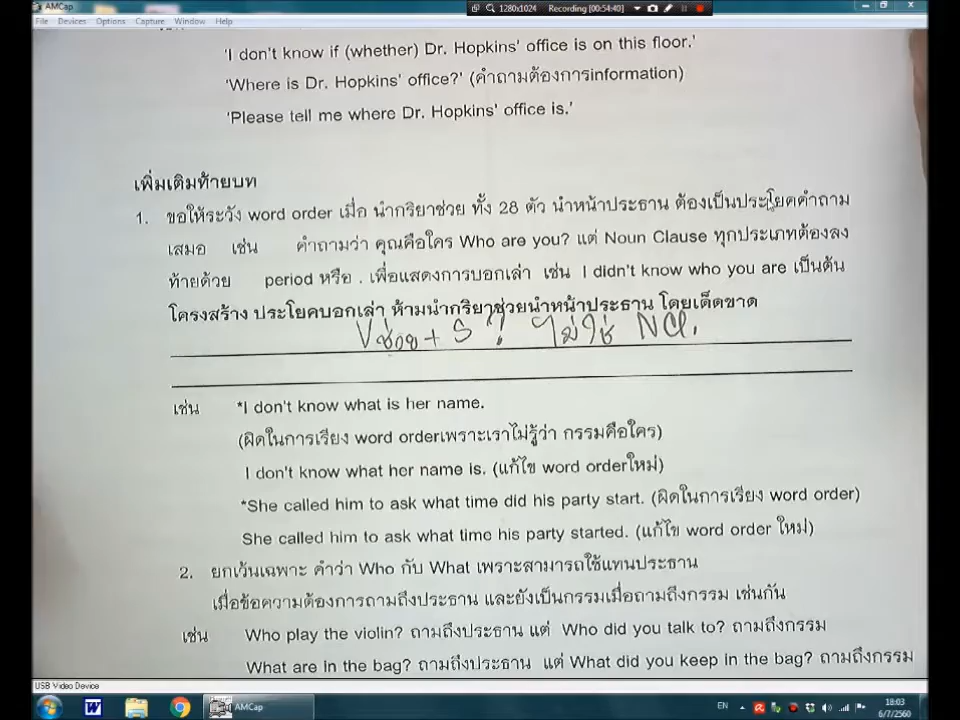 AMCap
1280x1024 Recording [00:54:40]
File Devices Options Capture Window Help
'I don't know if (whether) Dr. Hopkins' office is on this floor.'
'Where is Dr. Hopkins' office?' (คำถามต้องการinformation)
'Please tell me where Dr. Hopkins' office is.'
เพิ่มเติมท้ายบท
1. ขอให้ระวัง word order เมื่อ นำกริยาช่วย ทั้ง 28 ตัว นำหน้าประธาน ต้องเป็นประโยคคำถาม
เสมอ เช่น คำถามว่า คุณคือใคร Who are you? แต่ Noun Clause ทุกประเภทต้องลง
ท้ายด้วย period หรือ . เพื่อแสดงการบอกเล่า เช่น I didn't know who you are เป็นต้น
โครงสร้าง ประโยคบอกเล่า ห้ามนำกริยาช่วยนำหน้าประธาน โดยเด็ดขาด
Vช่วย + S ? ไม่ใช่ NCl.
เช่น *I don't know what is her name.
(ผิดในการเรียง word orderเพราะเราไม่รู้ว่า กรรมคือใคร)
I don't know what her name is. (แก้ไข word orderใหม่)
*She called him to ask what time did his party start. (ผิดในการเรียง word order)
She called him to ask what time his party started. (แก้ไข word order ใหม่)
2. ยกเว้นเฉพาะ คำว่า Who กับ What เพราะสามารถใช้แทนประธาน
เมื่อข้อความต้องการถามถึงประธาน และยังเป็นกรรมเมื่อถามถึงกรรม เช่นกัน
เช่น Who play the violin? ถามถึงประธาน แต่ Who did you talk to? ถามถึงกรรม
What are in the bag? ถามถึงประธาน แต่ What did you keep in the bag? ถามถึงกรรม
USB Video Device
AMCap
EN
18:03
6/7/2560